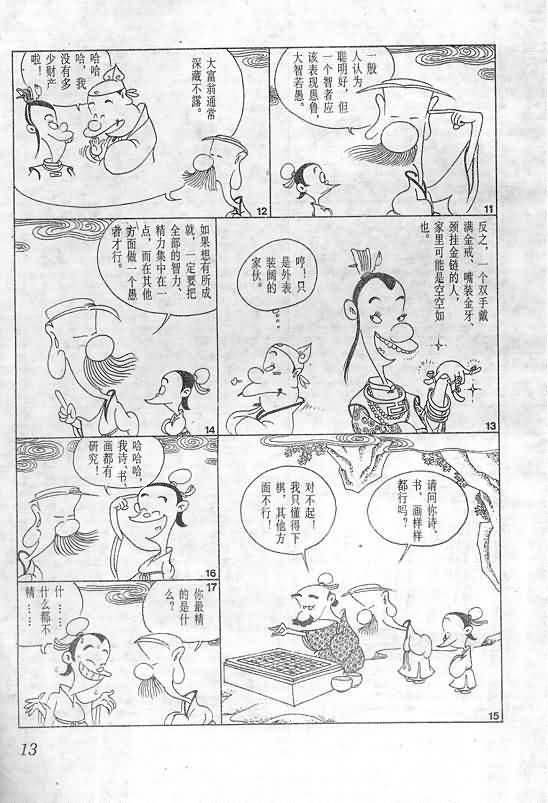 一般
人认为
聪明好，但
一个智者应
该表现愚鲁，
大智若愚。
11
大富翁通常
深藏不露。
哈哈
哈，我
没有多
少财产
啦！
12
反之，一个双手戴
满金戒、嘴装金牙、
颈挂金链的人，
家里可能是空空如
也。
哼！只
是外表
装阔的
家伙。
13
如果想有所成
就，一定要把
全部的智力、
精力集中在一
点，而在其他
方面做一个愚
者才行。
14
请问你诗、
书、画样样
都行吗？
对不起！
我只懂得下
棋，其他方
面不行！
15
哈哈哈，
我诗、书、
画都有
研究！
16
你最精
的是什
么？
什……
什么都不
精……
17
13